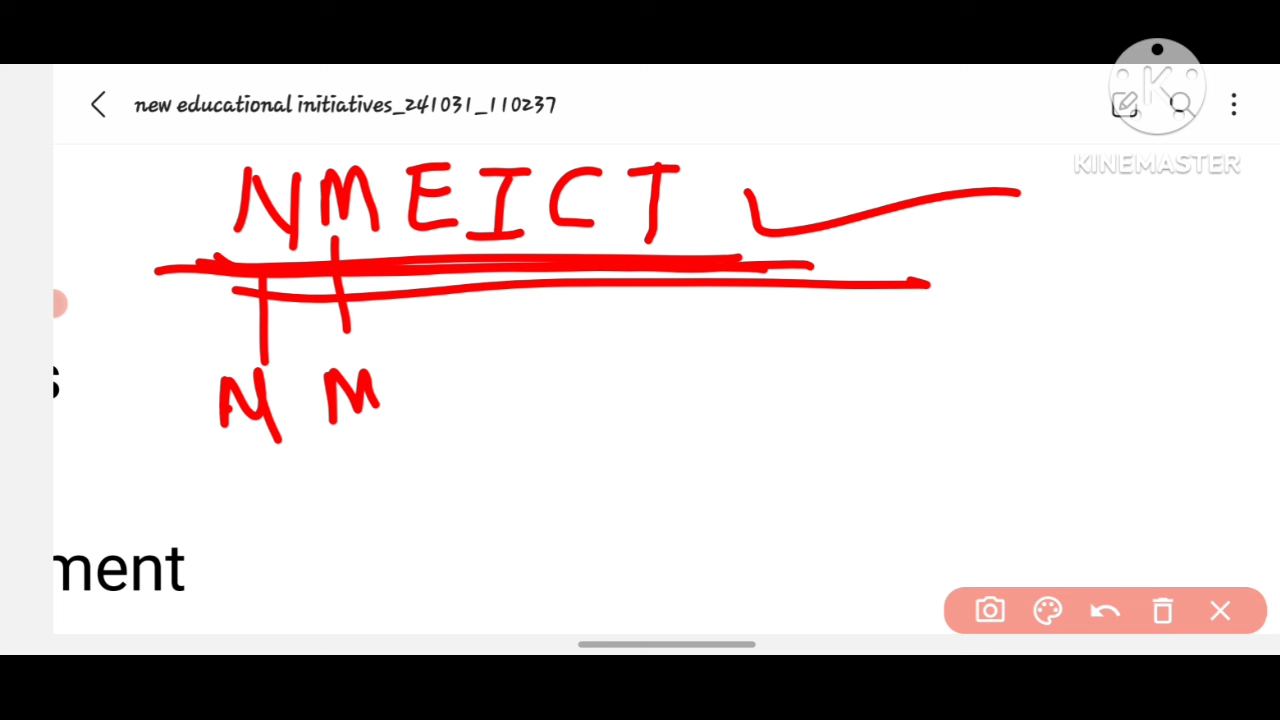 new educational initiatives_241031_110237
KINEMASTER
NMEICT
N M
s
ment